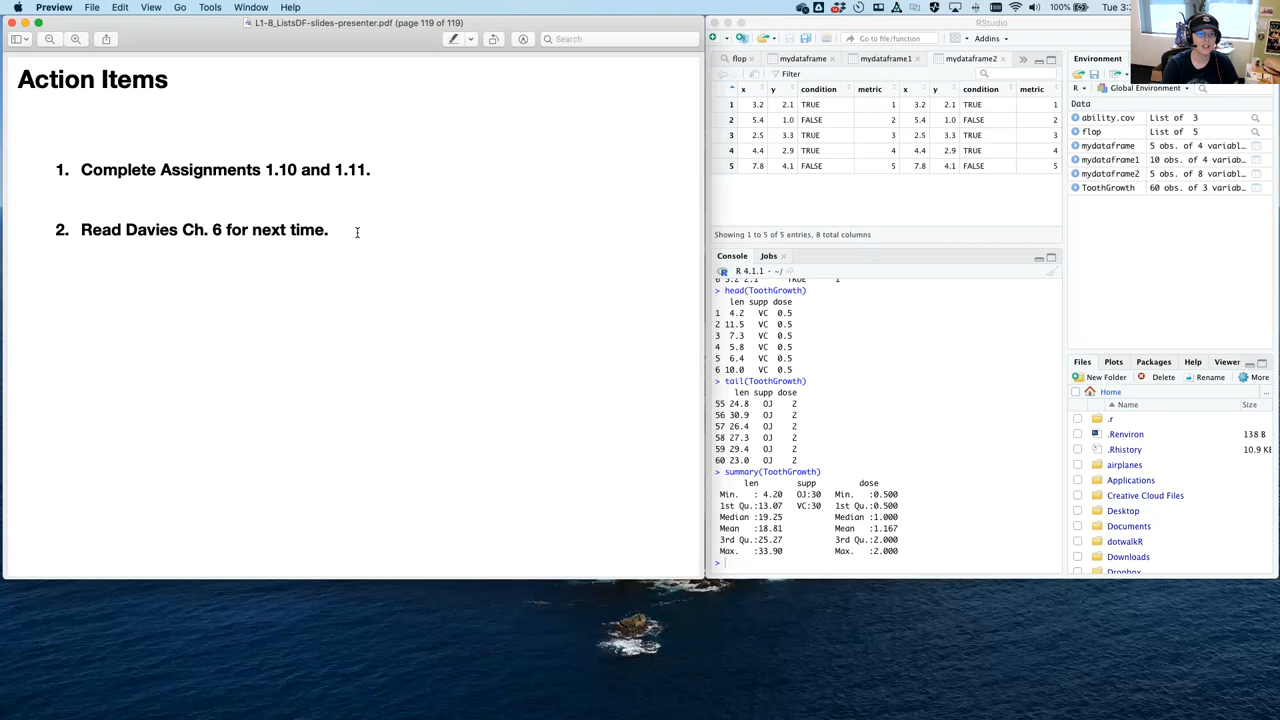 Preview File Edit View Go Tools Window Help 100% Tue 3:
L1-8_ListsDF-slides-presenter.pdf (page 119 of 119)
Search
Action Items
1. Complete Assignments 1.10 and 1.11.
2. Read Davies Ch. 6 for next time.
RStudio
Go to file/function Addins
flop mydataframe mydataframe1 mydataframe2
Filter
x y condition metric x y condition metric
1 3.2 2.1 TRUE 1 3.2 2.1 TRUE 1
2 5.4 1.0 FALSE 2 5.4 1.0 FALSE 2
3 2.5 3.3 TRUE 3 2.5 3.3 TRUE 3
4 4.4 2.9 TRUE 4 4.4 2.9 TRUE 4
5 7.8 4.1 FALSE 5 7.8 4.1 FALSE 5
Showing 1 to 5 of 5 entries, 8 total columns
Console Jobs
R 4.1.1 · ~/
> head(ToothGrowth)
len supp dose
1 4.2 VC 0.5
2 11.5 VC 0.5
3 7.3 VC 0.5
4 5.8 VC 0.5
5 6.4 VC 0.5
6 10.0 VC 0.5
> tail(ToothGrowth)
len supp dose
55 24.8 OJ 2
56 30.9 OJ 2
57 26.4 OJ 2
58 27.3 OJ 2
59 29.4 OJ 2
60 23.0 OJ 2
> summary(ToothGrowth)
len supp dose
Min. : 4.20 OJ:30 Min. :0.500
1st Qu.:13.07 VC:30 1st Qu.:0.500
Median :19.25 Median :1.000
Mean :18.81 Mean :1.167
3rd Qu.:25.27 3rd Qu.:2.000
Max. :33.90 Max. :2.000
>
Environment
R Global Environment
Data
ability.cov List of 3
flop List of 5
mydataframe 5 obs. of 4 variabl…
mydataframe1 10 obs. of 4 variab…
mydataframe2 5 obs. of 8 variabl…
ToothGrowth 60 obs. of 3 variab…
Files Plots Packages Help Viewer
New Folder Delete Rename More
Home ...
Name Size
.r
.Renviron 138 B
.Rhistory 10.9 KB
airplanes
Applications
Creative Cloud Files
Desktop
Documents
dotwalkR
Downloads
Dropbox